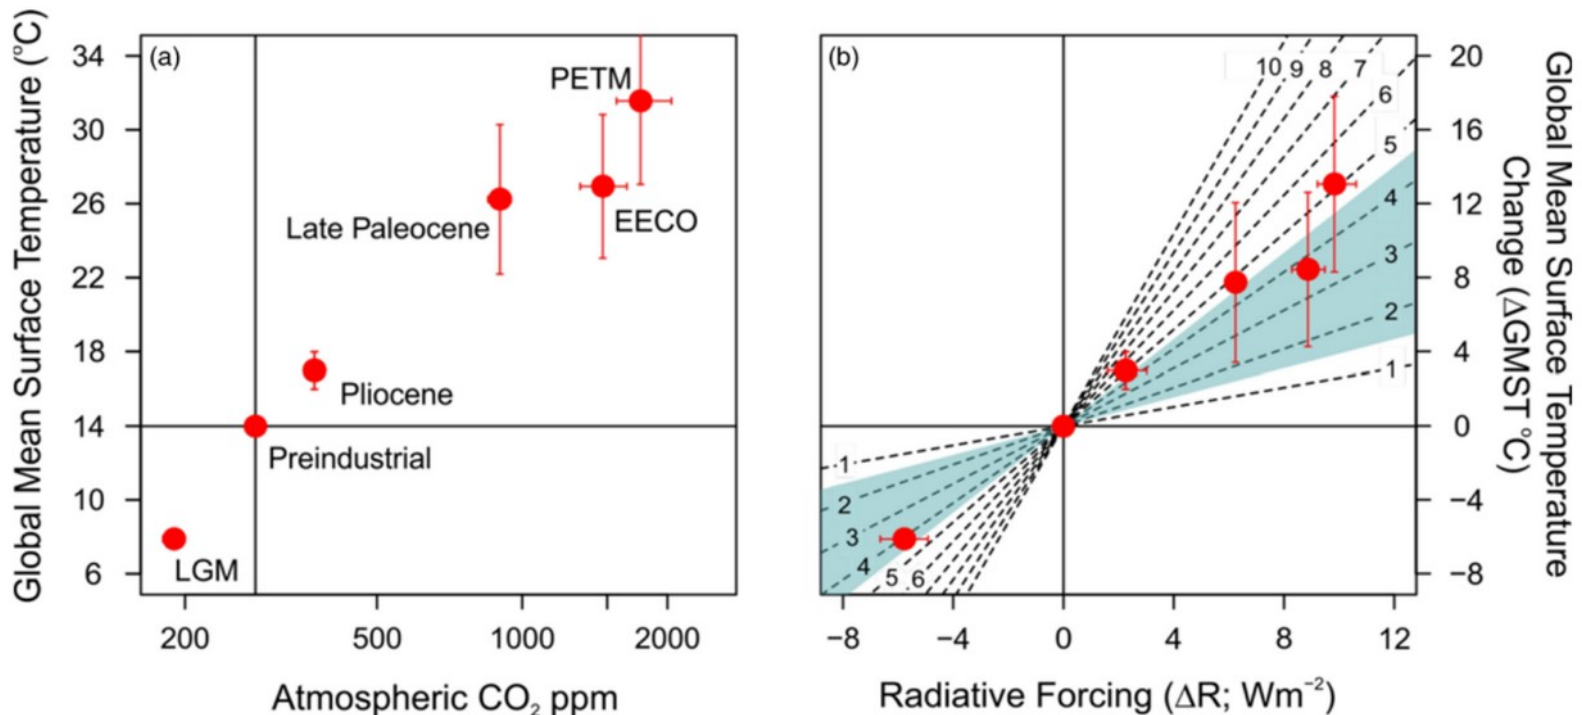 Global Mean Surface Temperature (°C)
34
30
26
22
18
14
10
6
(a)
PETM
EECO
Late Paleocene
Pliocene
Preindustrial
LGM
200
500
1000
2000
Atmospheric CO₂ ppm
(b)
10 9 8 7
6
5
4
3
2
1
1
2
3
4
5 6
20
16
12
8
4
0
−4
−8
Global Mean Surface Temperature
Change (ΔGMST °C)
−8
−4
0
4
8
12
Radiative Forcing (ΔR; Wm⁻²)